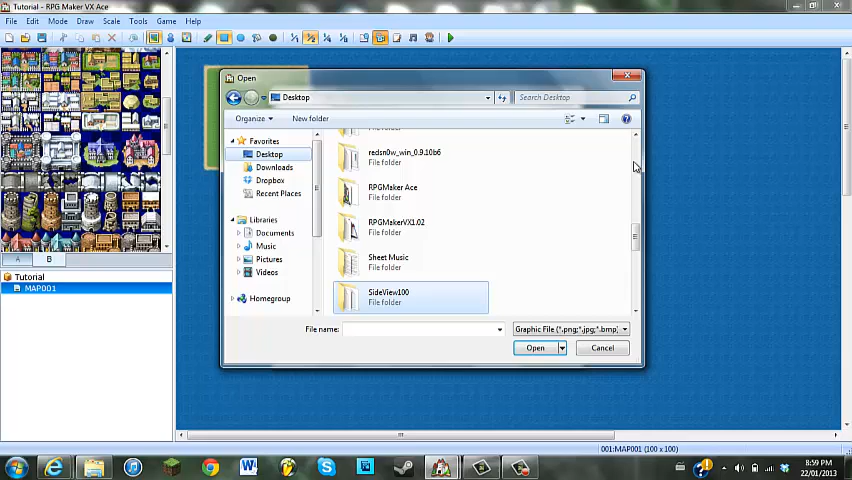 Tutorial - RPG Maker VX Ace
File Edit Mode Draw Scale Tools Game Help
Open
Desktop
Search Desktop
Organize
New folder
Favorites
Desktop
Downloads
Dropbox
Recent Places
Libraries
Documents
Music
Pictures
Videos
Homegroup
redsn0w_win_0.9.10b6
File folder
RPGMaker Ace
File folder
RPGMakerVX1.02
File folder
Sheet Music
File folder
SideView100
File folder
File name:
Graphic File (*.png;*.jpg;*.bmp)
Open
Cancel
A B
Tutorial
MAP001
001:MAP001 (100 x 100)
8:59 PM
22/01/2013